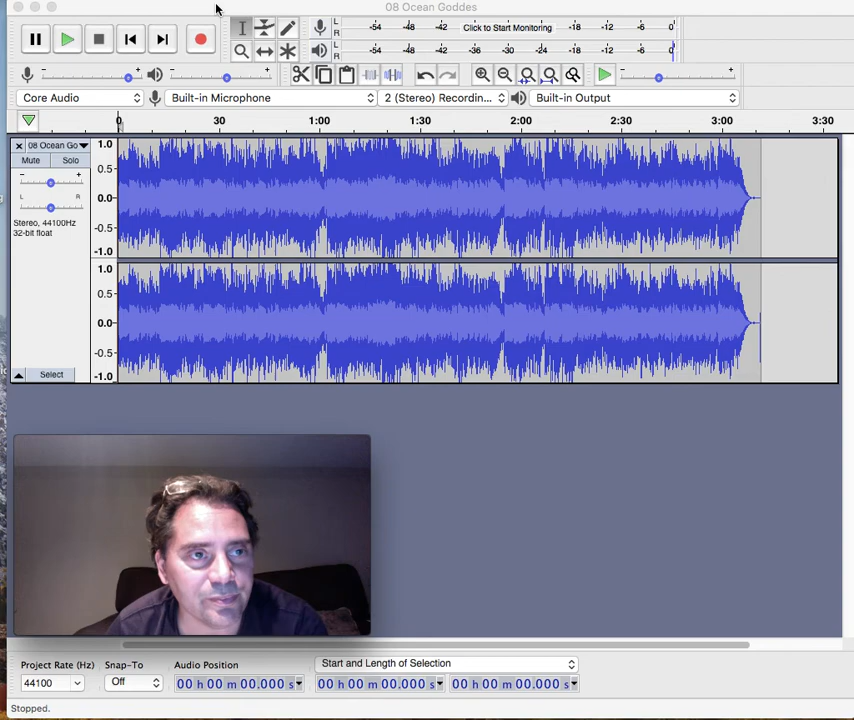 08 Ocean Goddes
L
R
-54 -48 -42 Click to Start Monitoring -18 -12 -6 0
L
R
-54 -48 -42 -36 -30 -24 -18 -12 -6 0
- +
- +
- +
Core Audio
Built-in Microphone
2 (Stereo) Recordin...
Built-in Output
0 30 1:00 1:30 2:00 2:30 3:00 3:30
08 Ocean Go
Mute Solo
- +
L R
Stereo, 44100Hz
32-bit float
Select
1.0
0.5
0.0
-0.5
-1.0
1.0
0.5
0.0
-0.5
-1.0
Project Rate (Hz) Snap-To Audio Position Start and Length of Selection
44100 Off 00 h 00 m 00.000 s 00 h 00 m 00.000 s 00 h 00 m 00.000 s
Stopped.